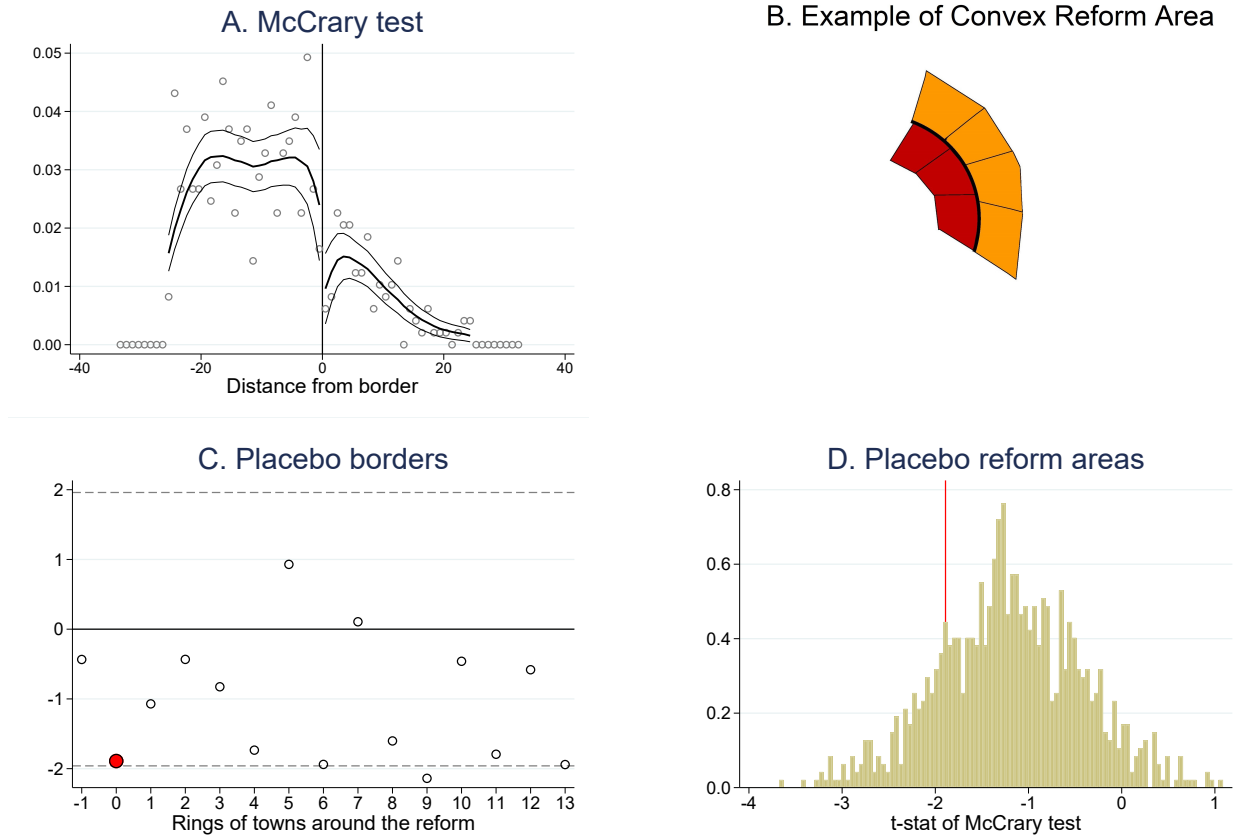 A. McCrary test
0.05
0.04
0.03
0.02
0.01
0.00
-40 -20 0 20 40
Distance from border
B. Example of Convex Reform Area
C. Placebo borders
2
1
0
-1
-2
-1 0 1 2 3 4 5 6 7 8 9 10 11 12 13
Rings of towns around the reform
D. Placebo reform areas
0.8
0.6
0.4
0.2
0.0
-4 -3 -2 -1 0 1
t-stat of McCrary test